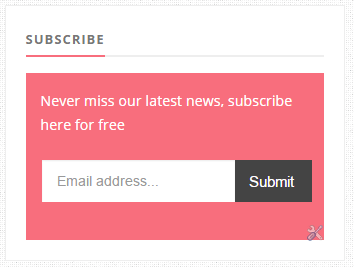 SUBSCRIBE
Never miss our latest news, subscribe
here for free
Email address...
Submit